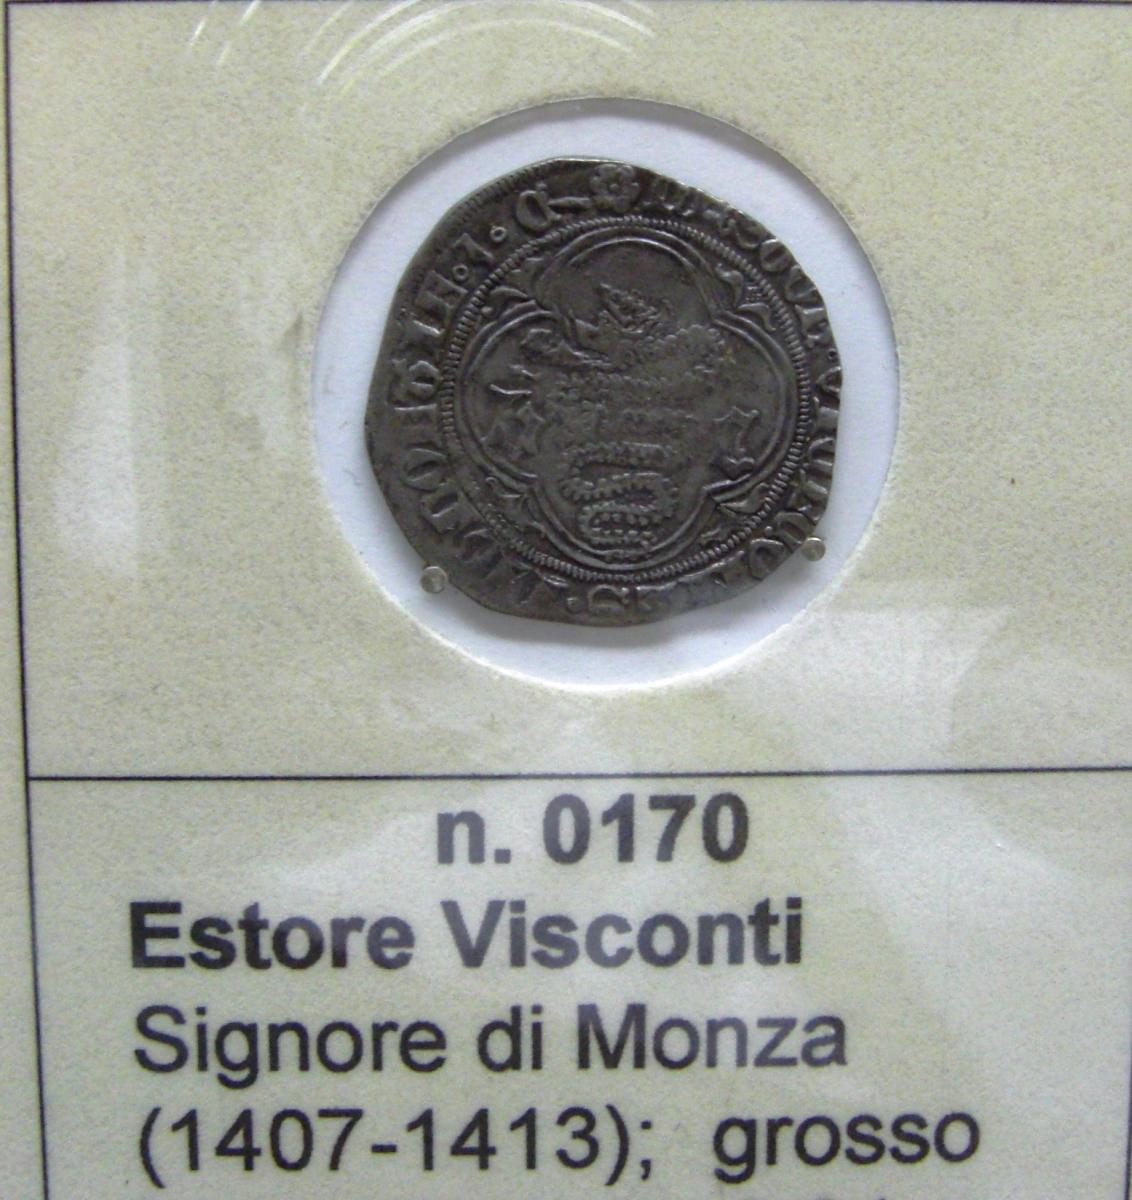 n. 0170
Estore Visconti
Signore di Monza
(1407-1413); grosso